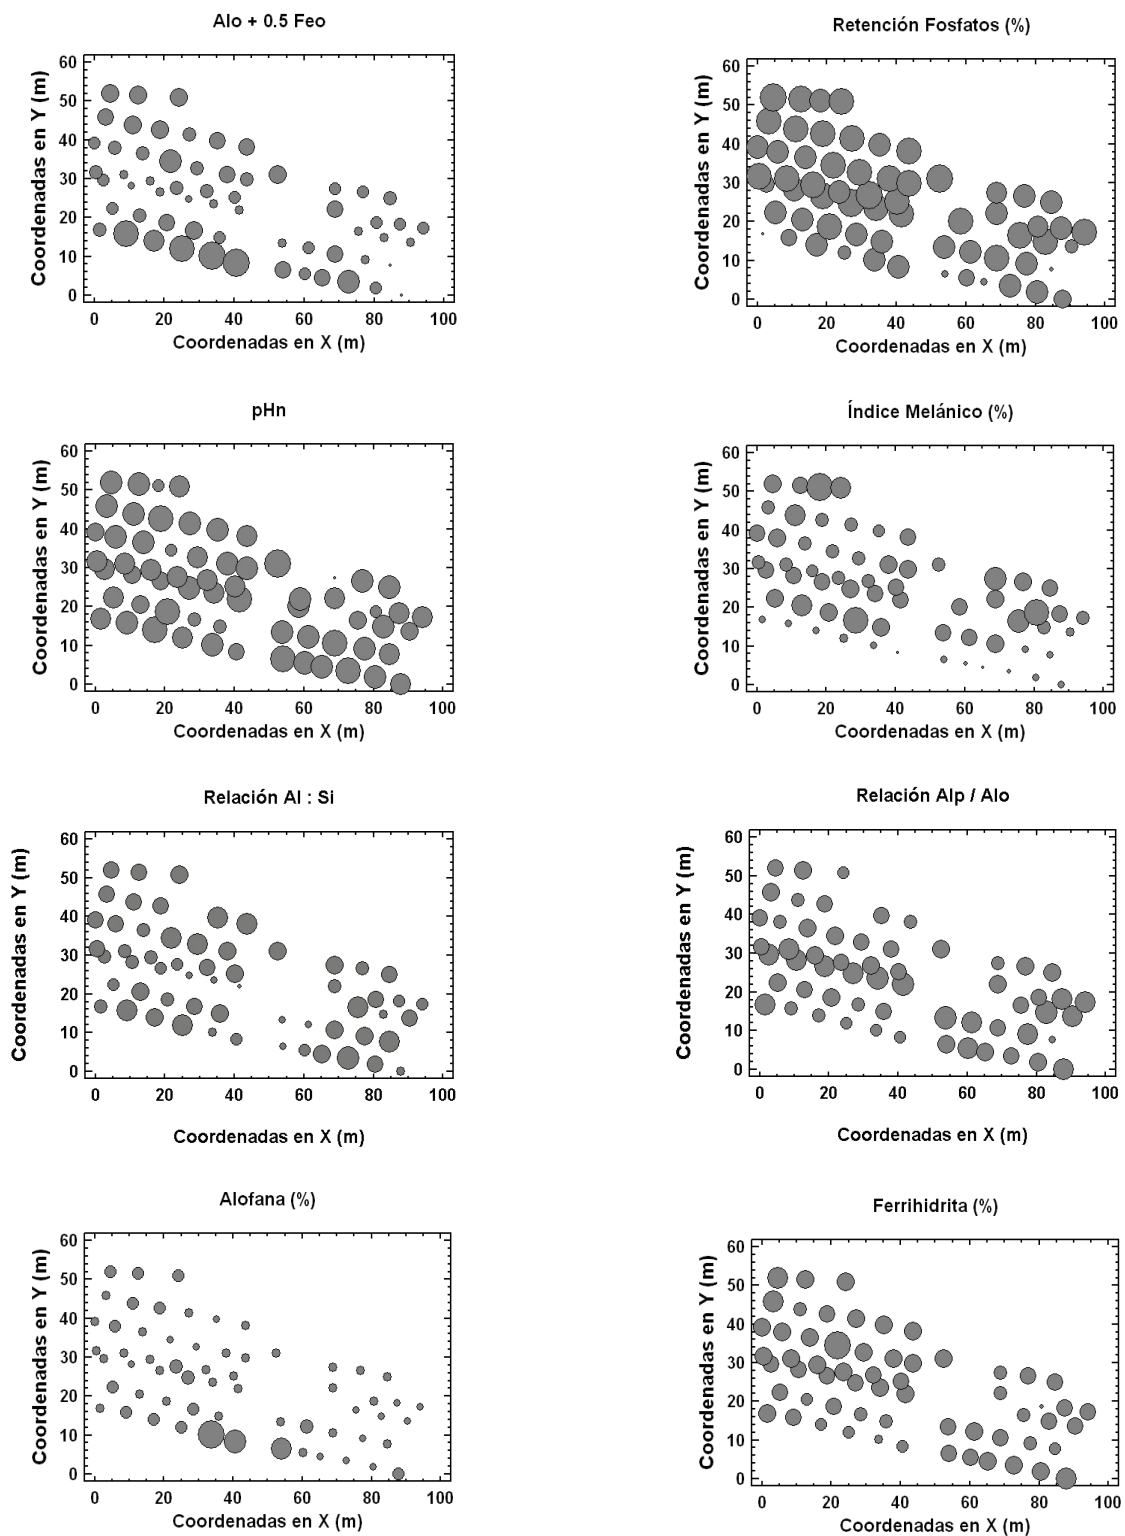 Alo + 0.5 Feo
Coordenadas en Y (m)
60
50
40
30
20
10
0
0 20 40 60 80 100
Coordenadas en X (m)
Retención Fosfatos (%)
Coordenadas en Y (m)
60
50
40
30
20
10
0
0 20 40 60 80 100
Coordenadas en X (m)
pHn
Coordenadas en Y (m)
60
50
40
30
20
10
0
0 20 40 60 80 100
Coordenadas en X (m)
Índice Melánico (%)
Coordenadas en Y (m)
60
50
40
30
20
10
0
0 20 40 60 80 100
Coordenadas en X (m)
Relación Al : Si
Coordenadas en Y (m)
60
50
40
30
20
10
0
0 20 40 60 80 100
Coordenadas en X (m)
Relación Alp / Alo
Coordenadas en Y (m)
60
50
40
30
20
10
0
0 20 40 60 80 100
Coordenadas en X (m)
Alofana (%)
Coordenadas en Y (m)
60
50
40
30
20
10
0
0 20 40 60 80 100
Coordenadas en X (m)
Ferrihidrita (%)
Coordenadas en Y (m)
60
50
40
30
20
10
0
0 20 40 60 80 100
Coordenadas en X (m)